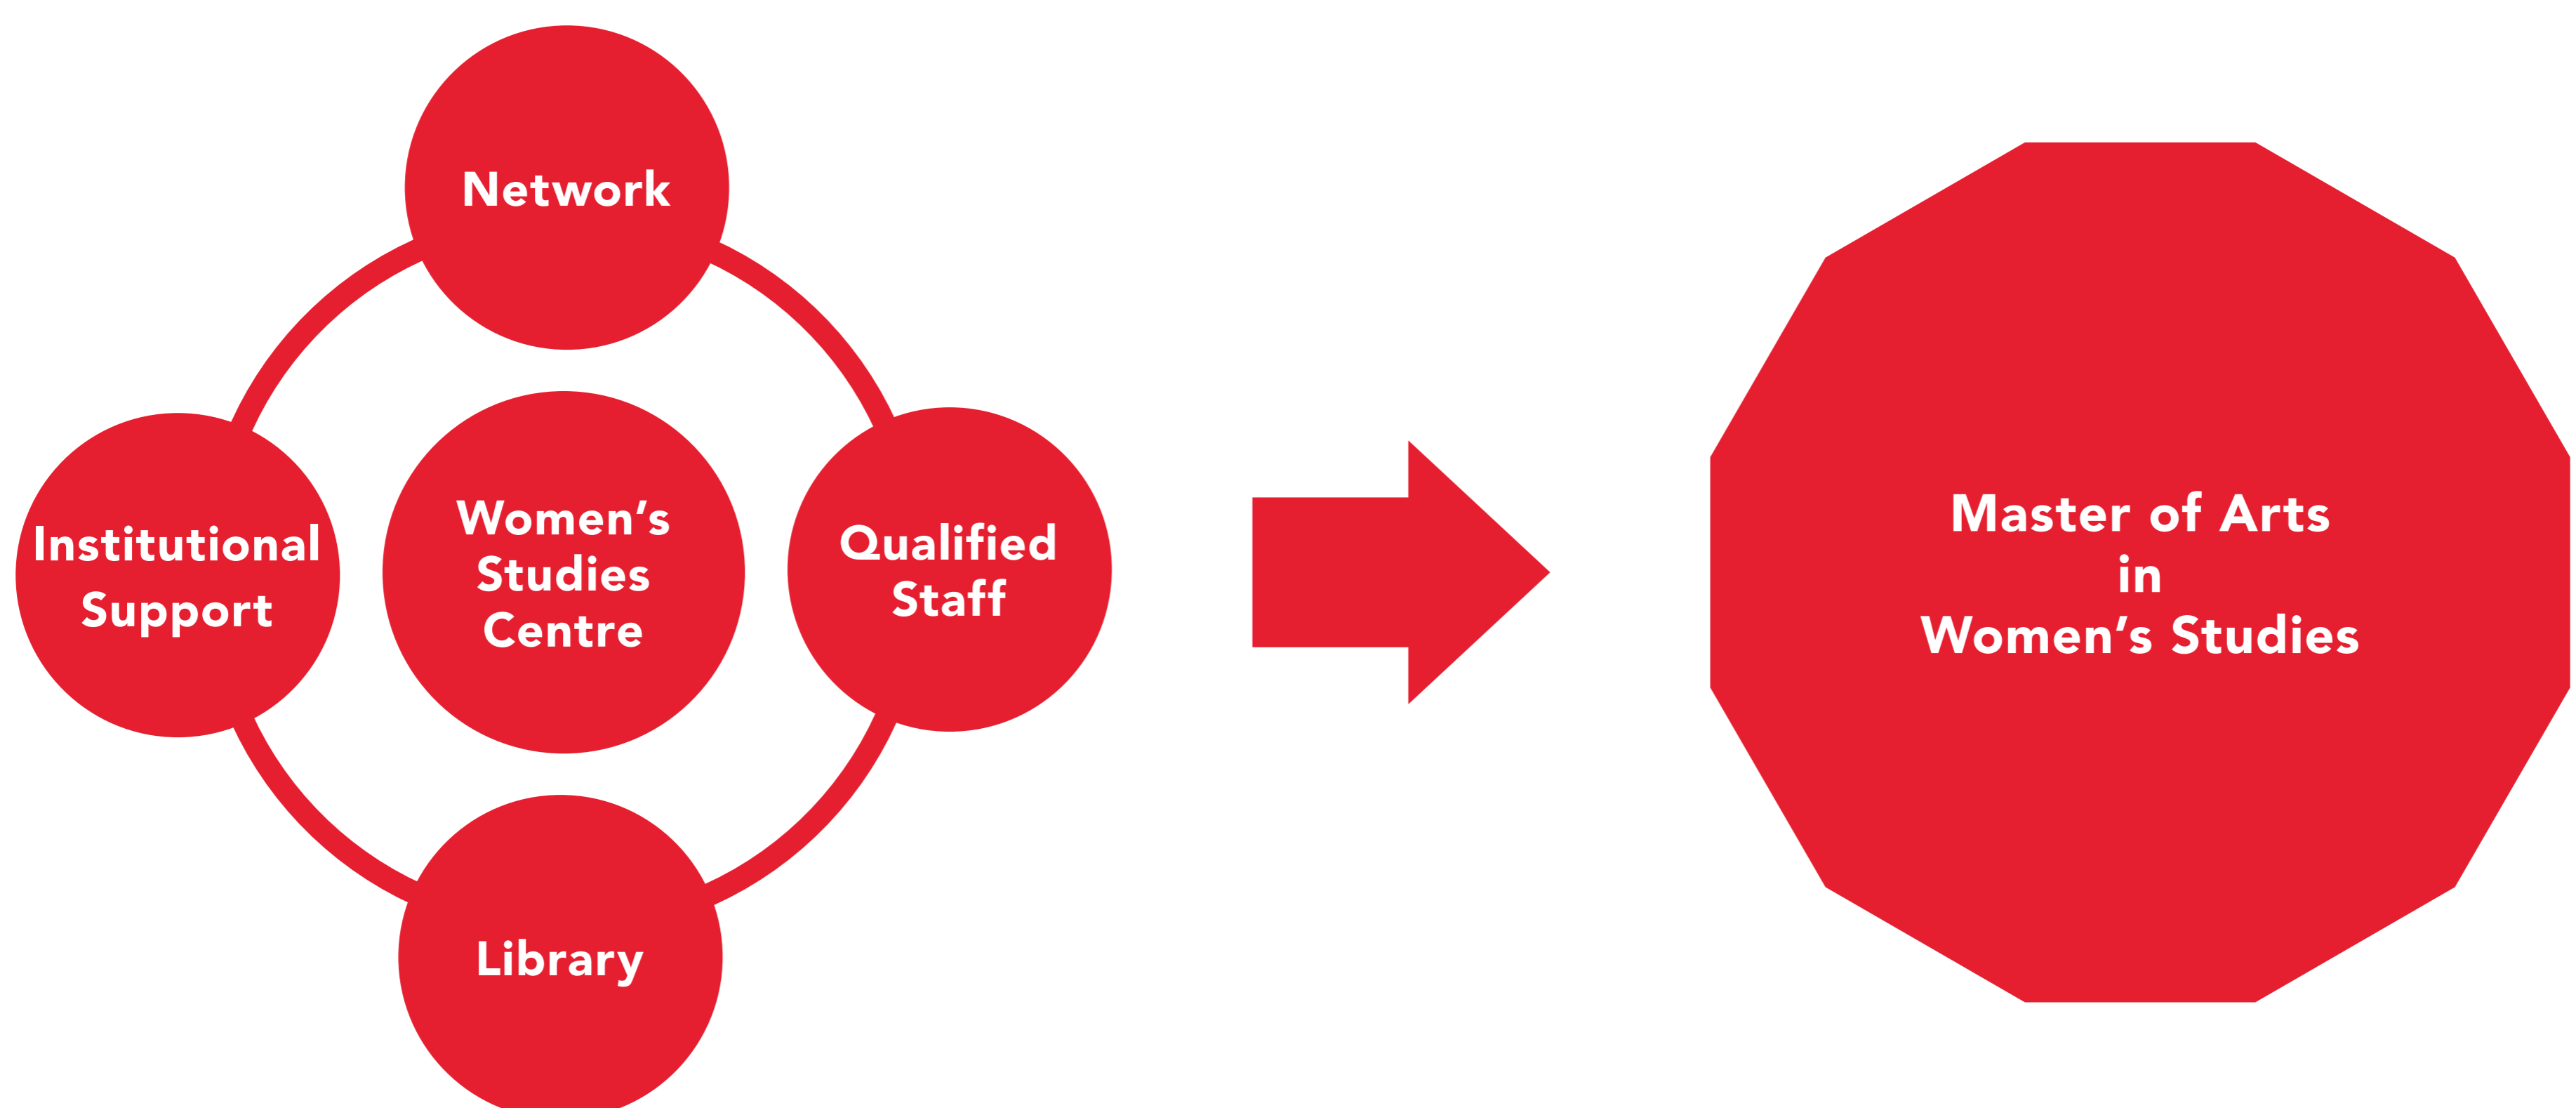 Network
Institutional
Support
Women’s
Studies
Centre
Qualified
Staff
Library
Master of Arts
in
Women’s Studies